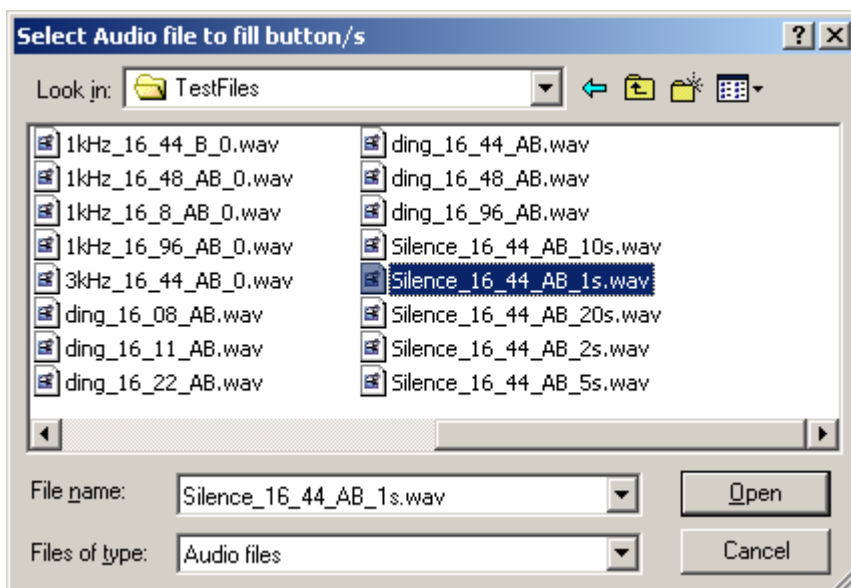 Select Audio file to fill button/s
Look in: TestFiles
1kHz_16_44_B_0.wav
1kHz_16_48_AB_0.wav
1kHz_16_8_AB_0.wav
1kHz_16_96_AB_0.wav
3kHz_16_44_AB_0.wav
ding_16_08_AB.wav
ding_16_11_AB.wav
ding_16_22_AB.wav
ding_16_44_AB.wav
ding_16_48_AB.wav
ding_16_96_AB.wav
Silence_16_44_AB_10s.wav
Silence_16_44_AB_1s.wav
Silence_16_44_AB_20s.wav
Silence_16_44_AB_2s.wav
Silence_16_44_AB_5s.wav
File name: Silence_16_44_AB_1s.wav Open
Files of type: Audio files Cancel